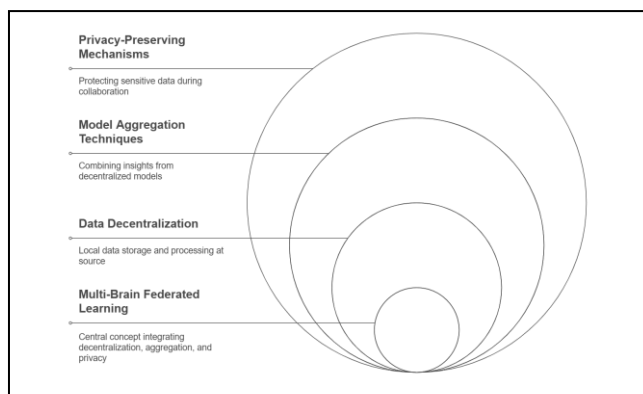 Privacy-Preserving
Mechanisms
Protecting sensitive data during
collaboration
Model Aggregation
Techniques
Combining insights from
decentralized models
Data Decentralization
Local data storage and processing at
source
Multi-Brain Federated
Learning
Central concept integrating
decentralization, aggregation, and
privacy